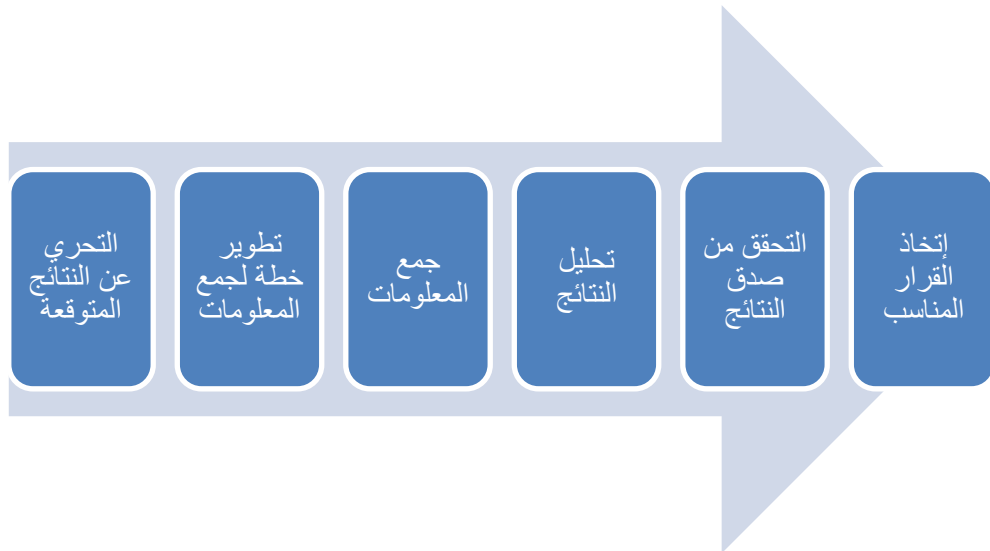 التحري
عن النتائج
المتوقعة
تطوير
خطة لجمع
المعلومات
جمع
المعلومات
تحليل
النتائج
التحقق من
صدق
النتائج
إتخاذ
القرار
المناسب